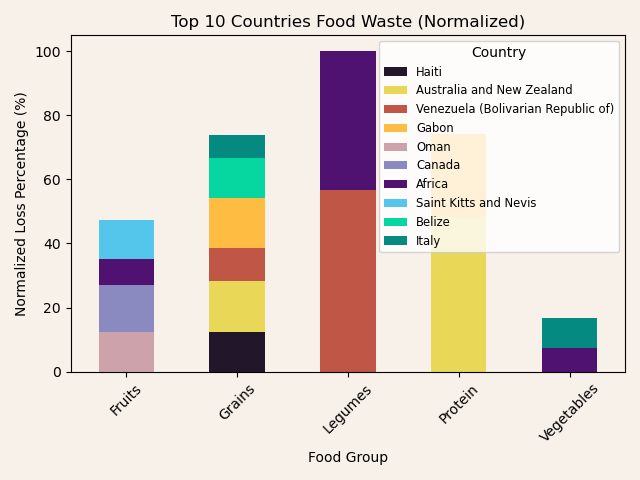 Top 10 Countries Food Waste (Normalized)
Normalized Loss Percentage (%)
100
80
60
40
20
0
Country
Haiti
Australia and New Zealand
Venezuela (Bolivarian Republic of)
Gabon
Oman
Canada
Africa
Saint Kitts and Nevis
Belize
Italy
Fruits
Grains
Legumes
Protein
Vegetables
Food Group